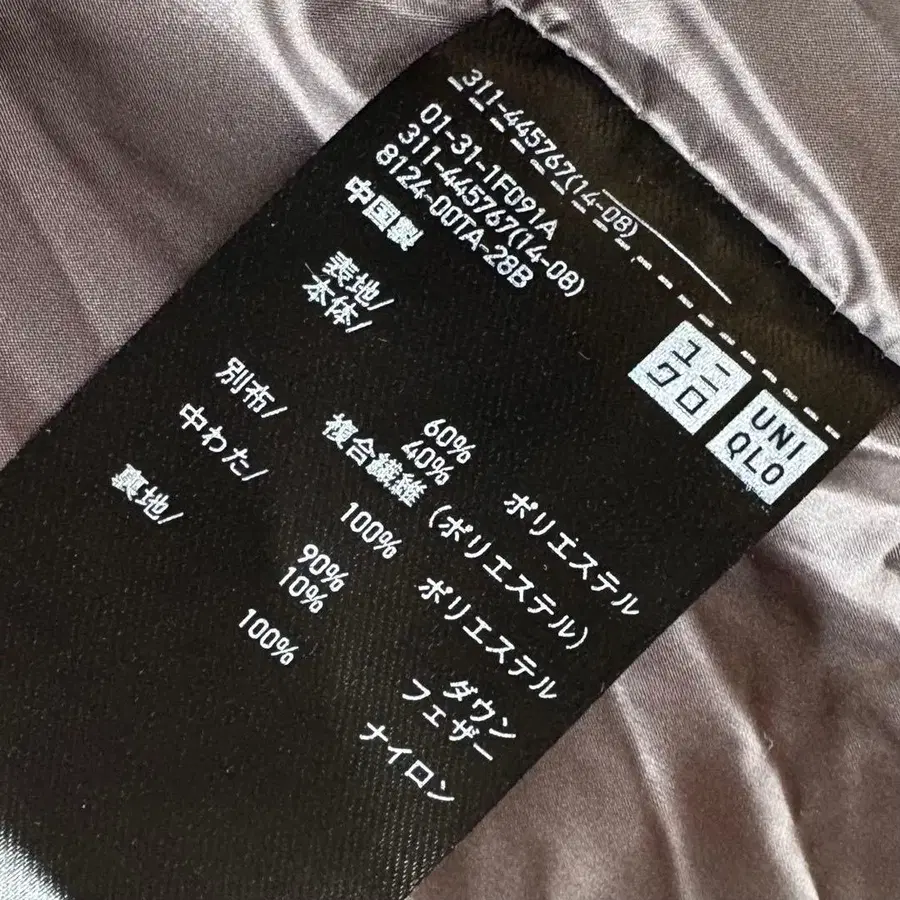 311-445767(14-08)
ユニ
クロ
UNI
QLO
01-31-1F091A
311-445767(14-08)
8124-00TA-28B
中国製
表地/
本体/
60% ポリエステル
40%
複合繊維(ポリエステル)
別布/ 100% ポリエステル
中わた/ 90% ダウン
10% フェザー
裏地/ 100% ナイロン